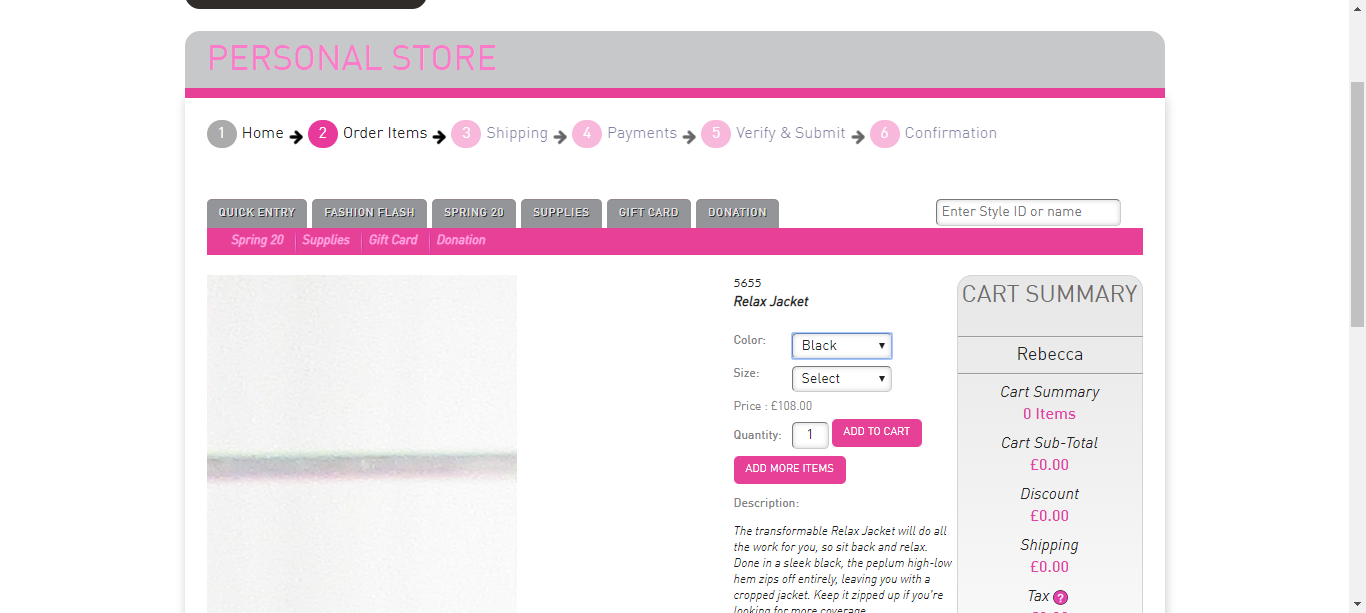 PERSONAL STORE
1 Home 2 Order Items 3 Shipping 4 Payments 5 Verify & Submit 6 Confirmation
QUICK ENTRY FASHION FLASH SPRING 20 SUPPLIES GIFT CARD DONATION Enter Style ID or name
Spring 20 Supplies Gift Card Donation
5655
Relax Jacket
Color: Black
Size: Select
Price : £108.00
Quantity: 1 ADD TO CART
ADD MORE ITEMS
Description:
The transformable Relax Jacket will do all
the work for you, so sit back and relax.
Done in a sleek black, the peplum high-low
hem zips off entirely, leaving you with a
cropped jacket. Keep it zipped up if you're
looking for more coverage
CART SUMMARY
Rebecca
Cart Summary
0 Items
Cart Sub-Total
£0.00
Discount
£0.00
Shipping
£0.00
Tax ?